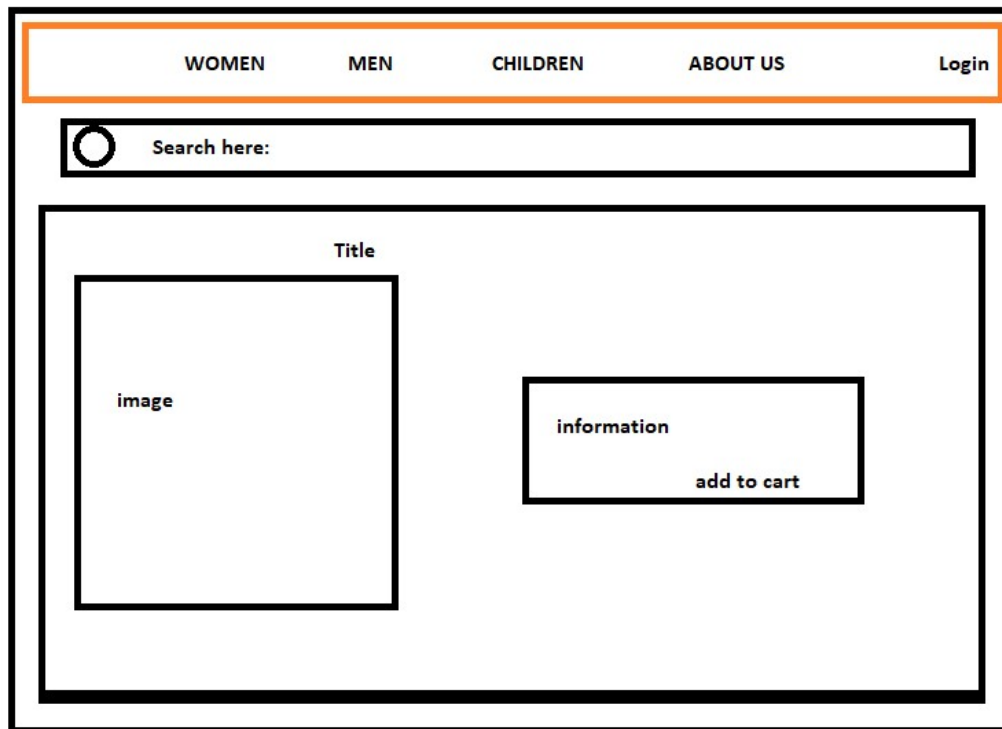 WOMEN MEN CHILDREN ABOUT US Login
Search here:
Title
image
information
add to cart